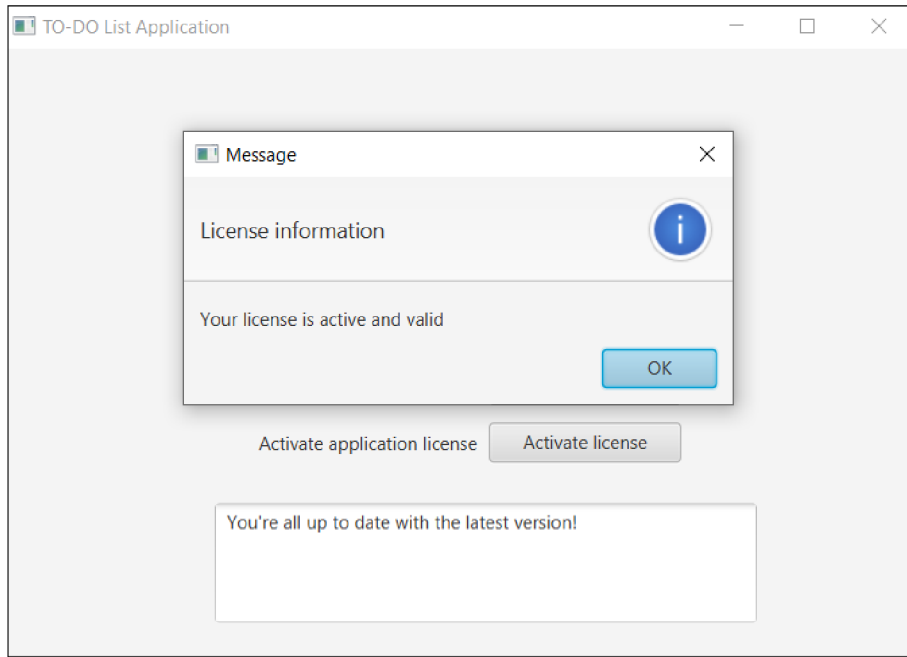 TO-DO List Application
Message
License information
Your license is active and valid
OK
Activate application license Activate license
You're all up to date with the latest version!